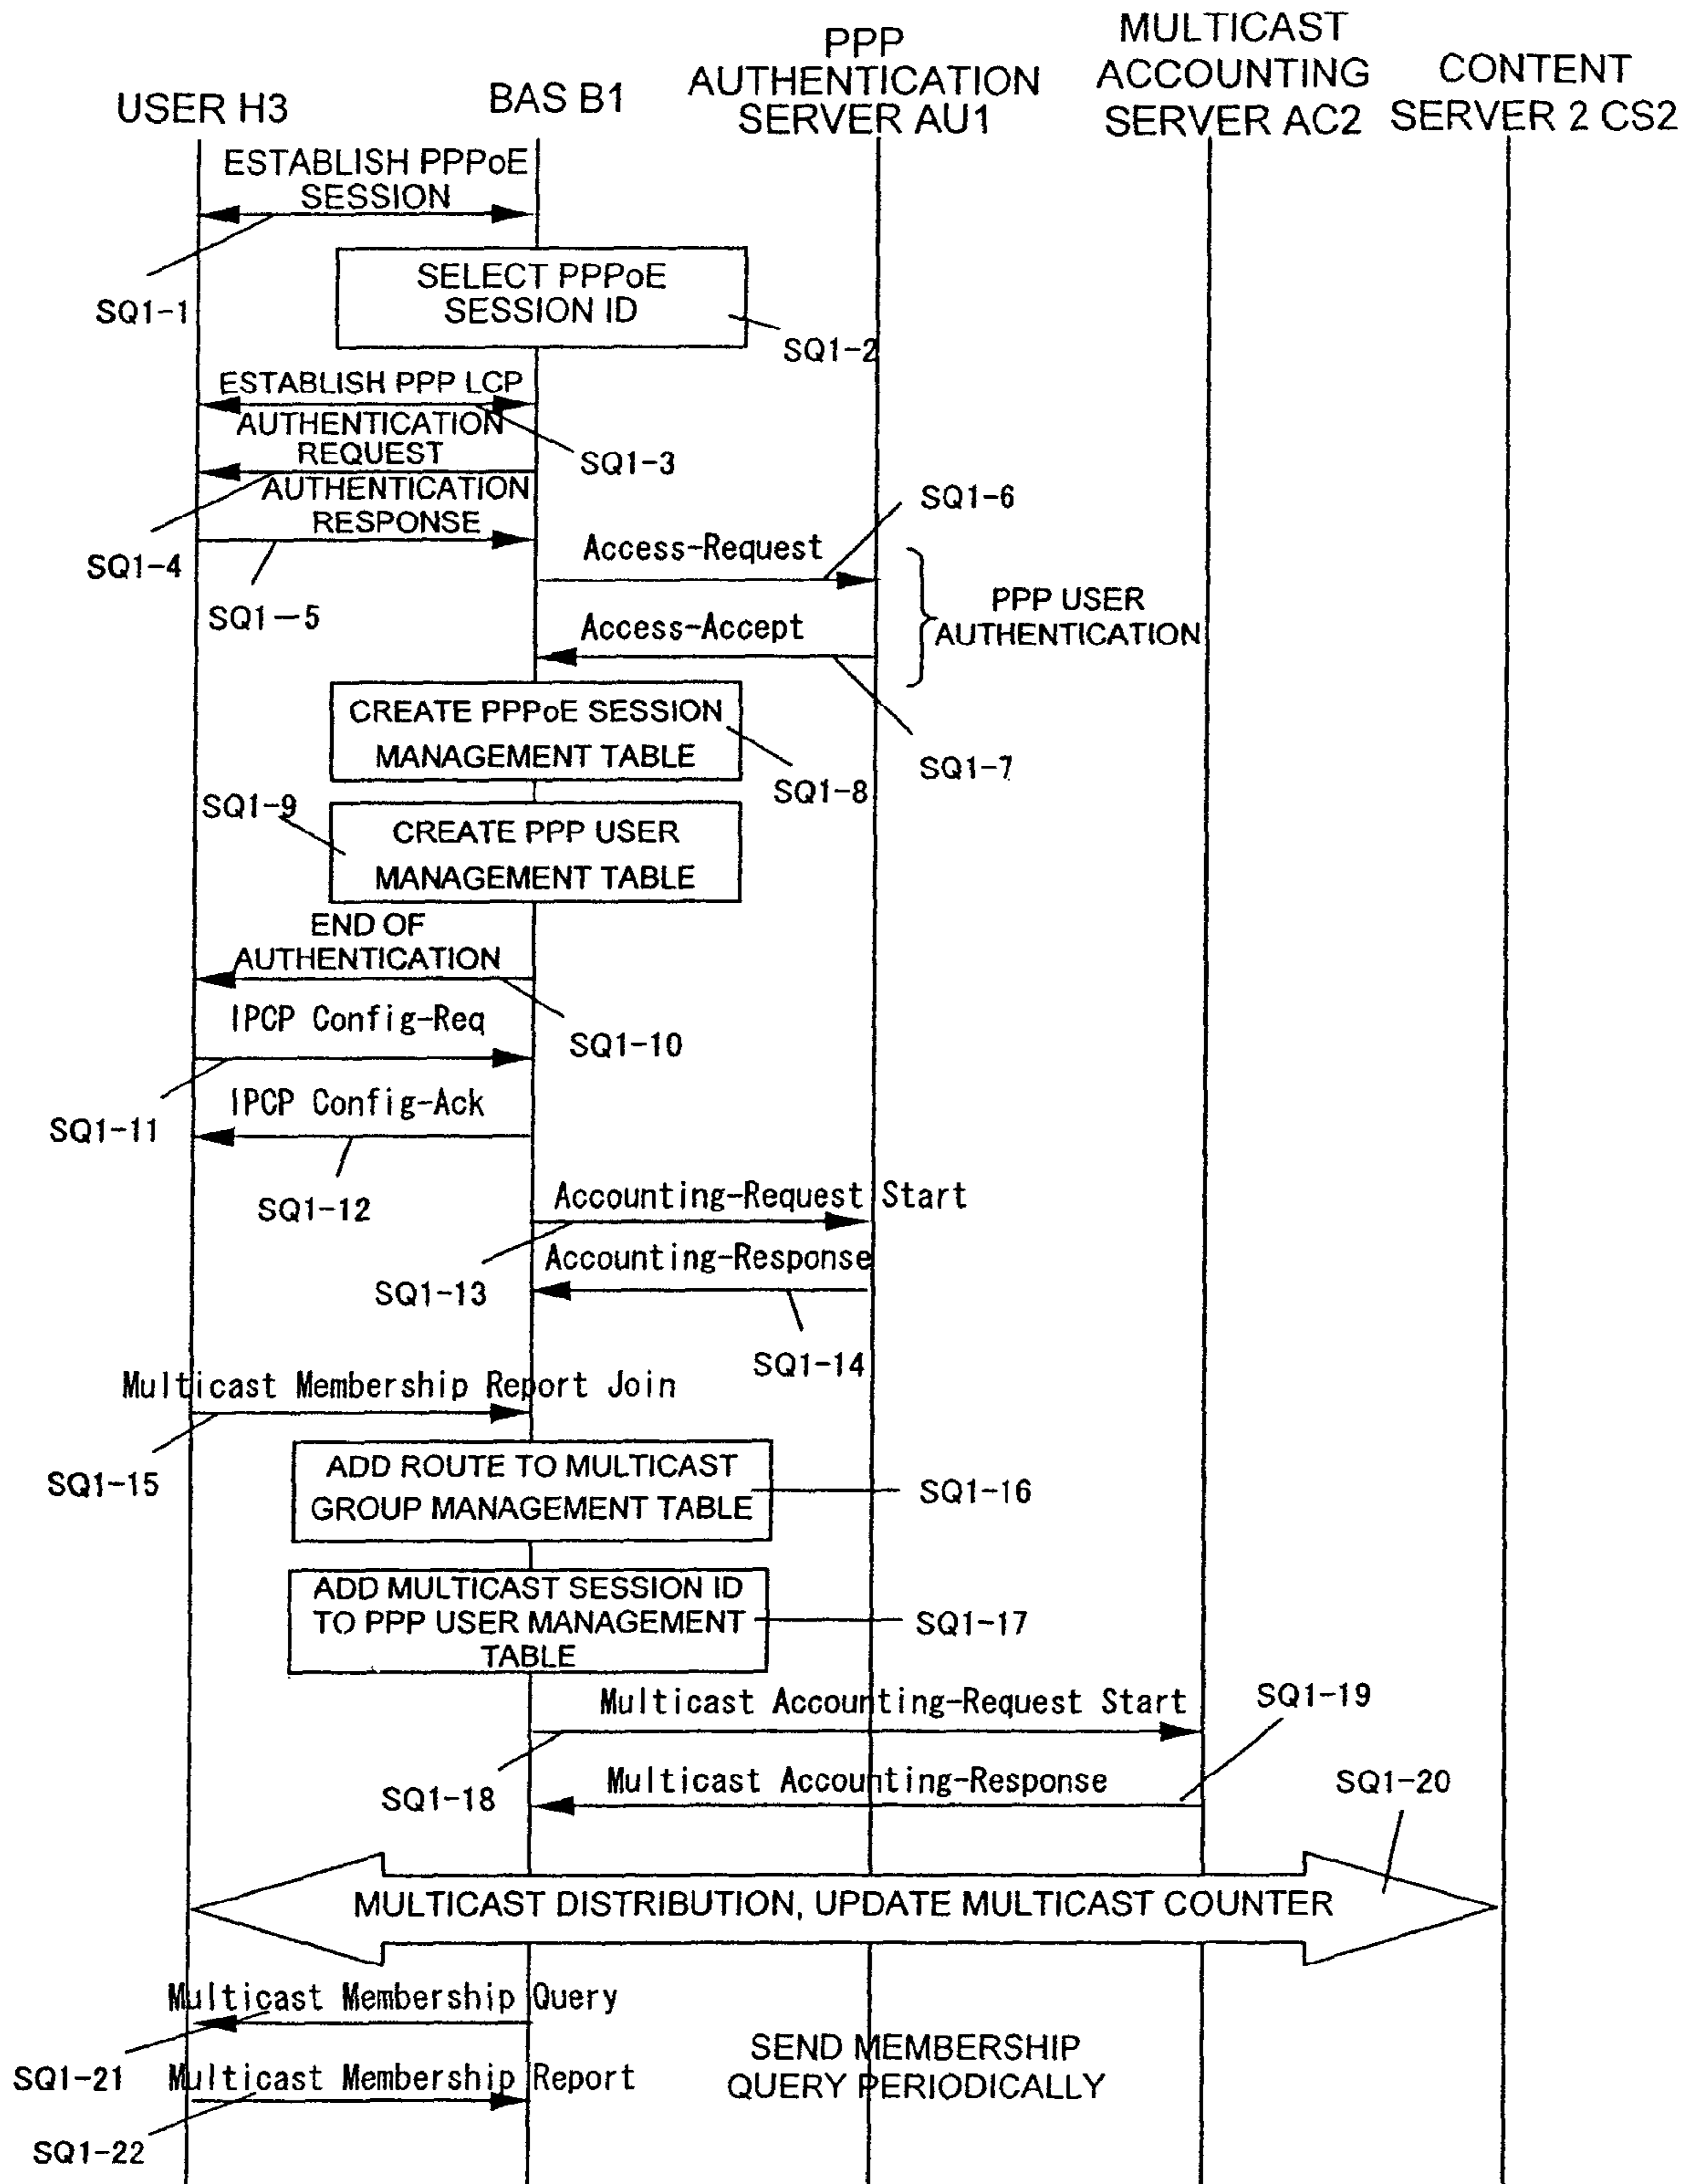 USER H3
BAS B1
PPP
AUTHENTICATION
SERVER AU1
MULTICAST
ACCOUNTING
SERVER AC2
CONTENT
SERVER 2 CS2
ESTABLISH PPPoE
SESSION
SQ1-1
SELECT PPPoE
SESSION ID
SQ1-2
ESTABLISH PPP LCP
SQ1-3
AUTHENTICATION
REQUEST
SQ1-4
AUTHENTICATION
RESPONSE
SQ1-5
Access-Request
SQ1-6
PPP USER
AUTHENTICATION
Access-Accept
SQ1-7
CREATE PPPoE SESSION
MANAGEMENT TABLE
SQ1-8
SQ1-9
CREATE PPP USER
MANAGEMENT TABLE
END OF
AUTHENTICATION
SQ1-10
IPCP Config-Req
SQ1-11
IPCP Config-Ack
SQ1-12
Accounting-Request Start
SQ1-13
Accounting-Response
SQ1-14
Multicast Membership Report Join
SQ1-15
ADD ROUTE TO MULTICAST
GROUP MANAGEMENT TABLE
SQ1-16
ADD MULTICAST SESSION ID
TO PPP USER MANAGEMENT
TABLE
SQ1-17
Multicast Accounting-Request Start
SQ1-18
SQ1-19
Multicast Accounting-Response
SQ1-20
MULTICAST DISTRIBUTION, UPDATE MULTICAST COUNTER
Multicast Membership Query
SQ1-21
SEND MEMBERSHIP
QUERY PERIODICALLY
Multicast Membership Report
SQ1-22